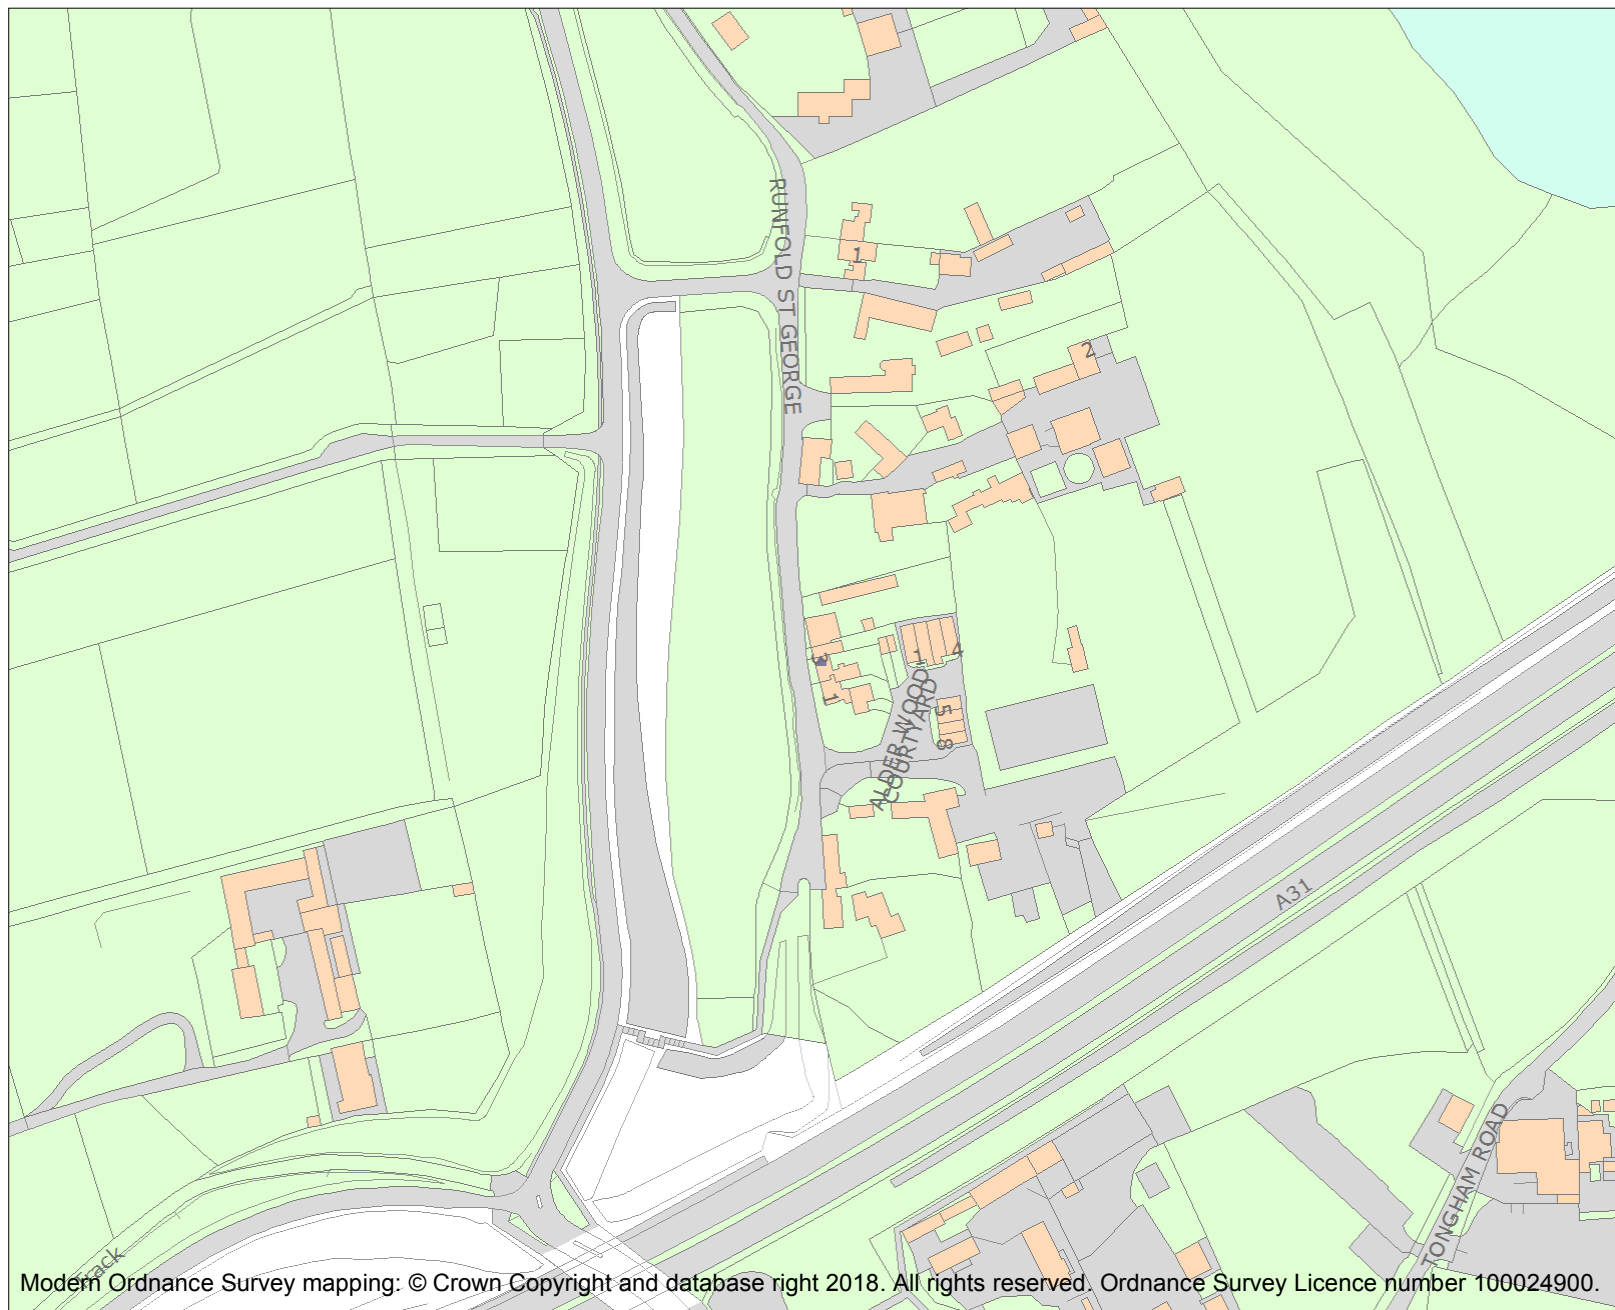 RUNFOLD ST GEORGE
1
2
3
1
1
4
ALDER WOOD
COURTYARD
5
8
A31
TONGHAM ROAD
Track
Modern Ordnance Survey mapping: © Crown Copyright and database right 2018. All rights reserved. Ordnance Survey Licence number 100024900.